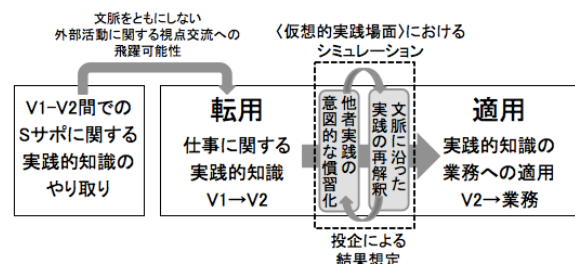 文脈をともにしない
外部活動に関する視点交流への
飛躍可能性
〈仮想的実践場面〉における
シミュレーション
V1-V2間での
Sサポに関する
実践的知識の
やり取り
転用
仕事に関する
実践的知識
V1→V2
他者実践の
意図的な慣習化
文脈に沿った
実践の再解釈
適用
実践的知識の
業務への適用
V2→業務
投企による
結果想定